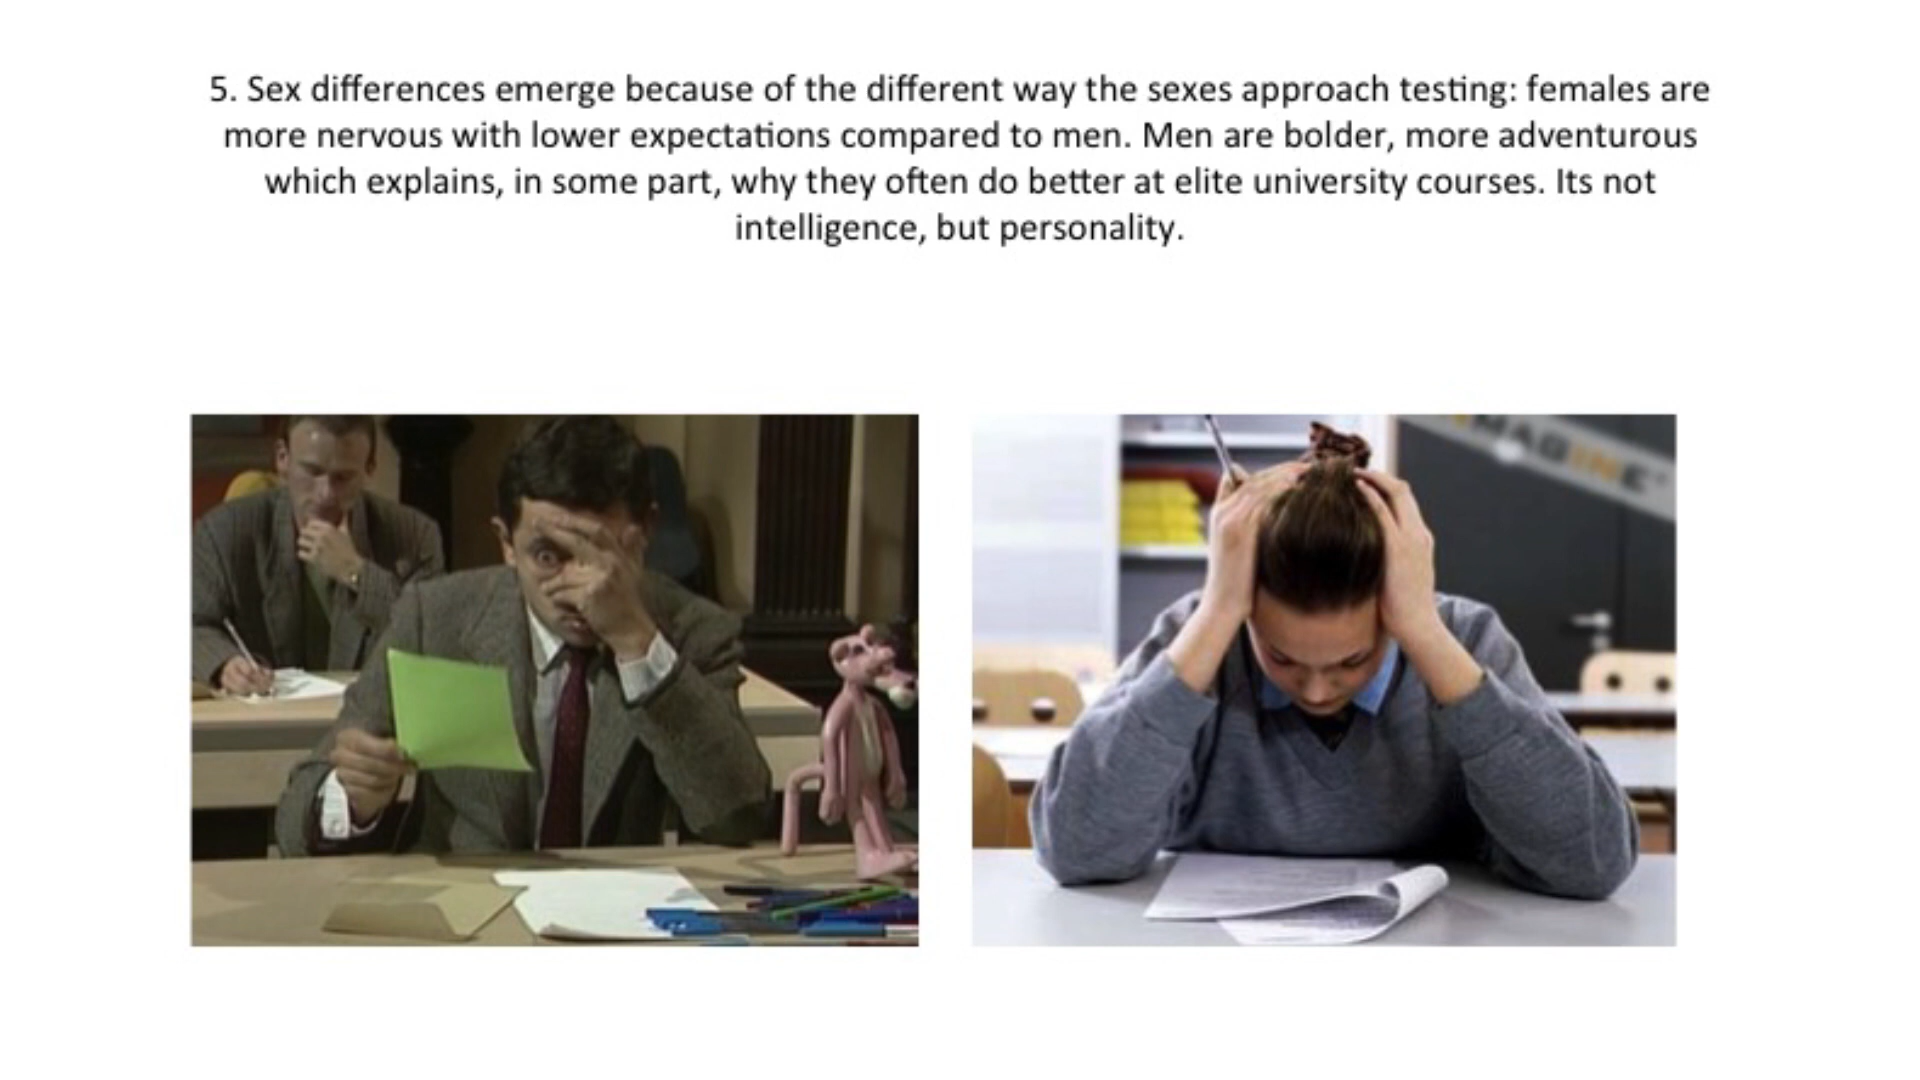 5. Sex differences emerge because of the different way the sexes approach testing: females are
more nervous with lower expectations compared to men. Men are bolder, more adventurous
which explains, in some part, why they often do better at elite university courses. Its not
intelligence, but personality.